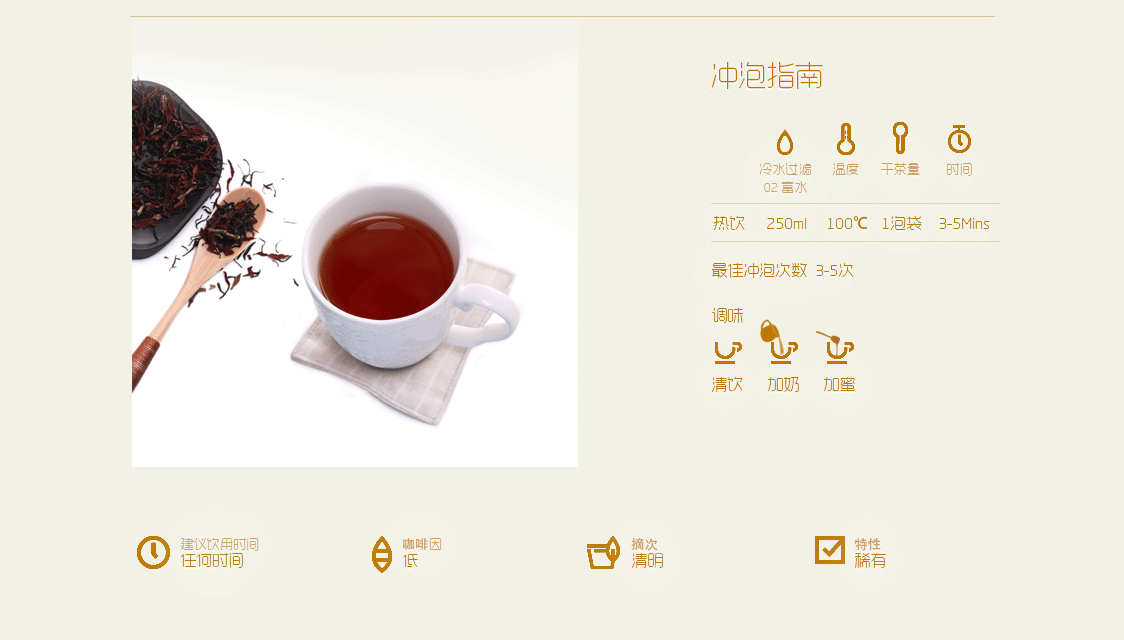 冲泡指南
冷水过滤 温度 干茶量 时间
02 富水
热饮 250ml 100℃ 1泡袋 3-5Mins
最佳冲泡次数 3-5次
调味
清饮 加奶 加蜜
建议饮用时间 咖啡因 摘次 特性
任何时间 低 清明 稀有